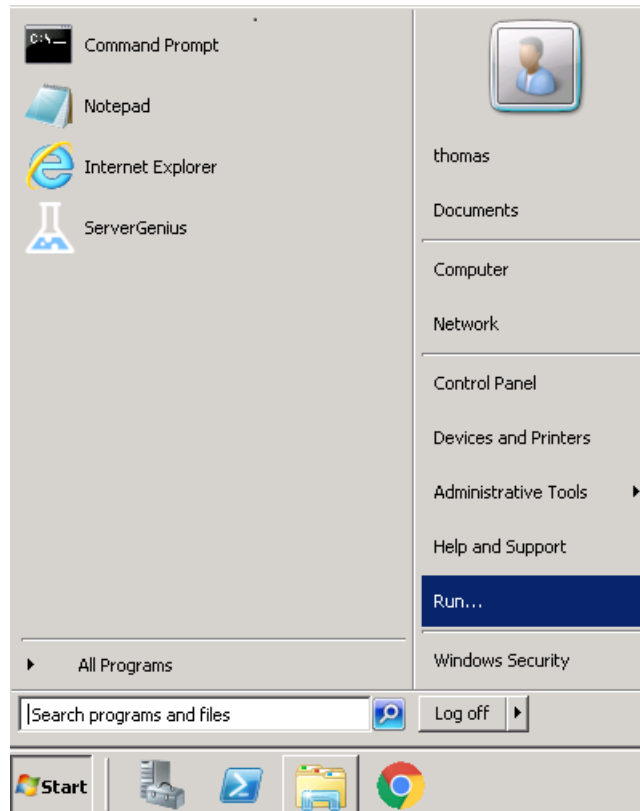 C:\_
Command Prompt
Notepad
Internet Explorer
ServerGenius
All Programs
Search programs and files
thomas
Documents
Computer
Network
Control Panel
Devices and Printers
Administrative Tools
Help and Support
Run...
Windows Security
Log off
Start